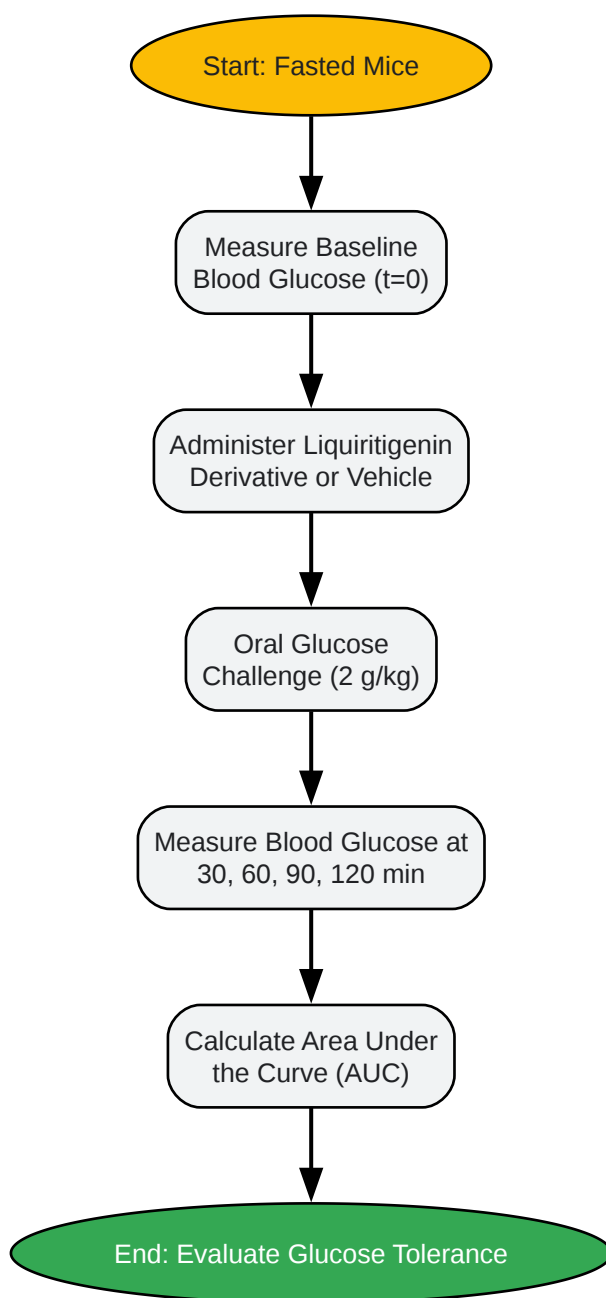 Start: Fasted Mice
Measure Baseline
Blood Glucose (t=0)
Administer Liquiritigenin
Derivative or Vehicle
Oral Glucose
Challenge (2 g/kg)
Measure Blood Glucose at
30, 60, 90, 120 min
Calculate Area Under
the Curve (AUC)
End: Evaluate Glucose Tolerance